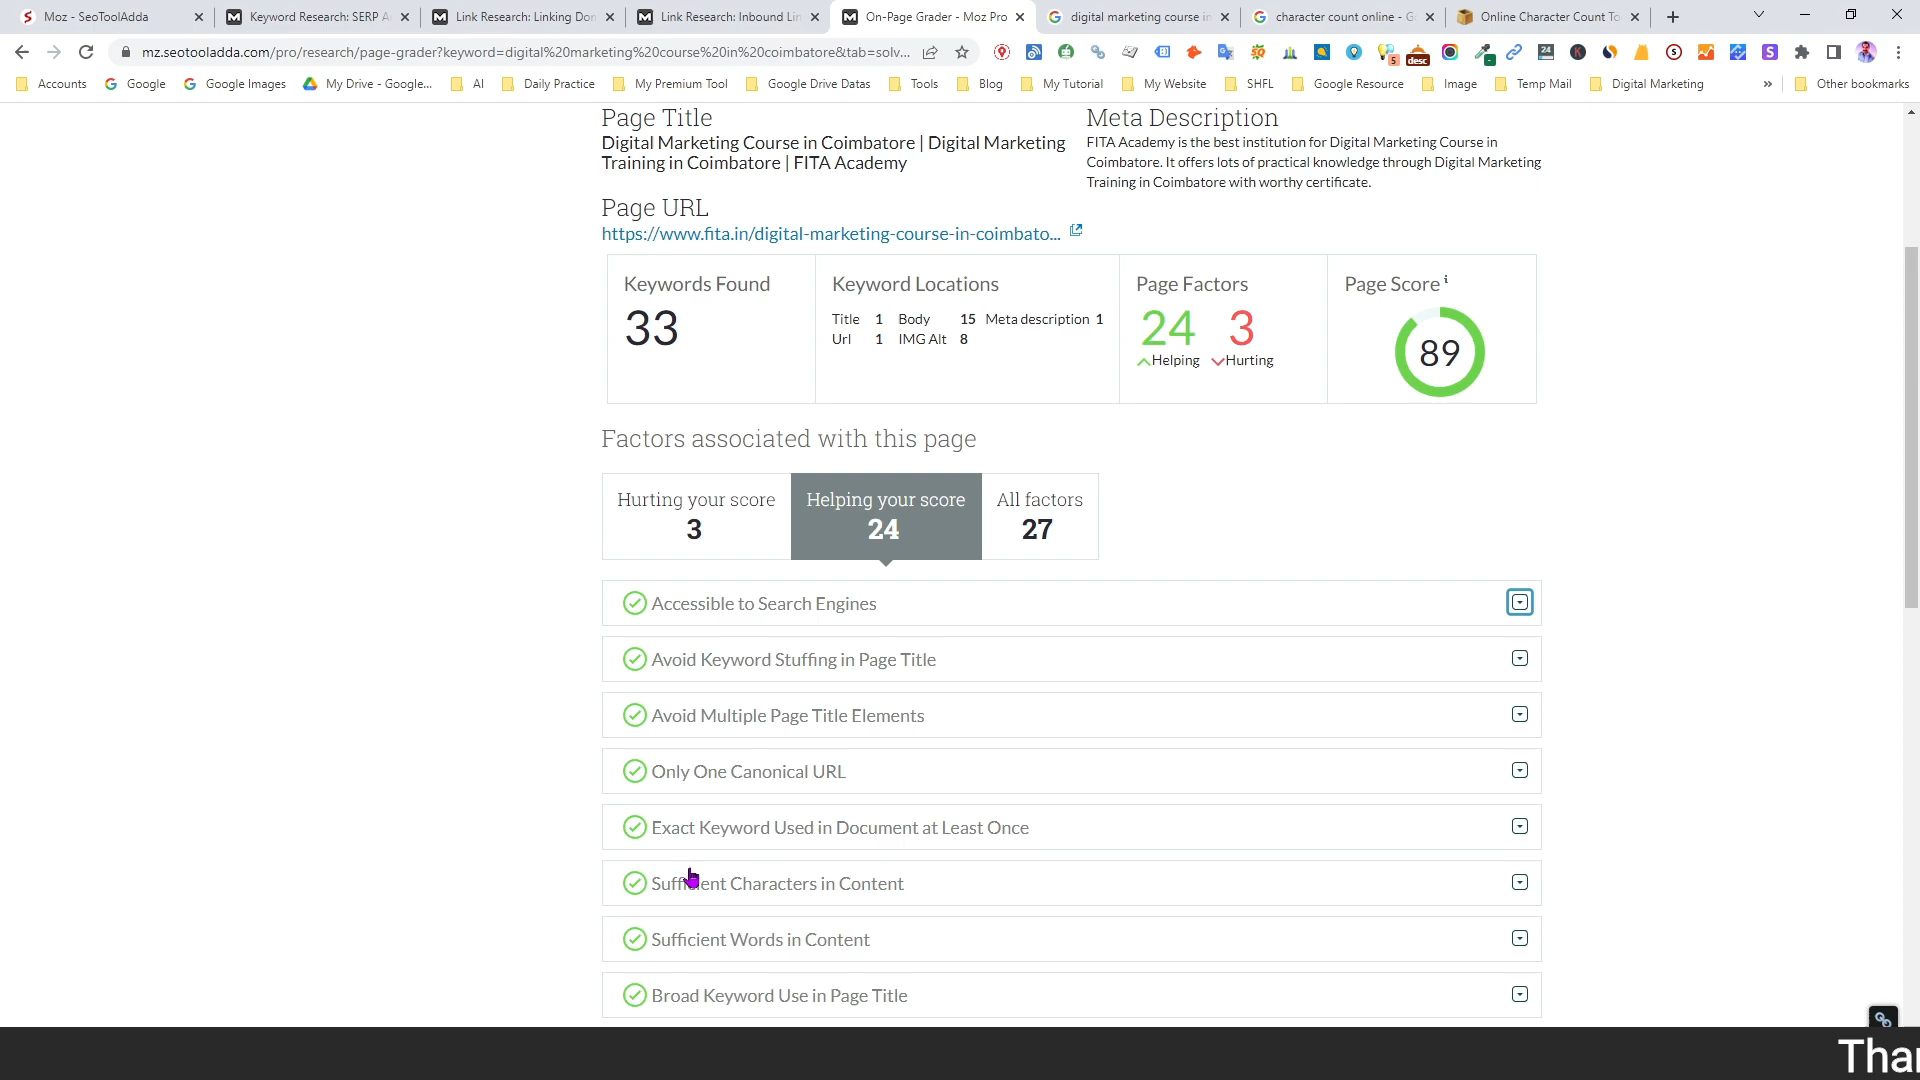 Moz - SeoToolAdda
Keyword Research: SERP A
Link Research: Linking Do
Link Research: Inbound Lin
On-Page Grader - Moz Pro
digital marketing course in
character count online - G
Online Character Count To
mz.seotooladda.com/pro/research/page-grader?keyword=digital%20marketing%20course%20in%20coimbatore&tab=solv...
5
desc
24
Accounts
Google
Google Images
My Drive - Google...
AI
Daily Practice
My Premium Tool
Google Drive Datas
Tools
Blog
My Tutorial
My Website
SHFL
Google Resource
Image
Temp Mail
Digital Marketing
»
Other bookmarks
Page Title
Digital Marketing Course in Coimbatore | Digital Marketing
Training in Coimbatore | FITA Academy
Meta Description
FITA Academy is the best institution for Digital Marketing Course in
Coimbatore. It offers lots of practical knowledge through Digital Marketing
Training in Coimbatore with worthy certificate.
Page URL
https://www.fita.in/digital-marketing-course-in-coimbato...
Keywords Found
33
Keyword Locations
Title 1 Body 15 Meta description 1
Url 1 IMG Alt 8
Page Factors
24 3
Helping Hurting
Page Score i
89
Factors associated with this page
Hurting your score
3
Helping your score
24
All factors
27
Accessible to Search Engines
Avoid Keyword Stuffing in Page Title
Avoid Multiple Page Title Elements
Only One Canonical URL
Exact Keyword Used in Document at Least Once
Sufficient Characters in Content
Sufficient Words in Content
Broad Keyword Use in Page Title
Than